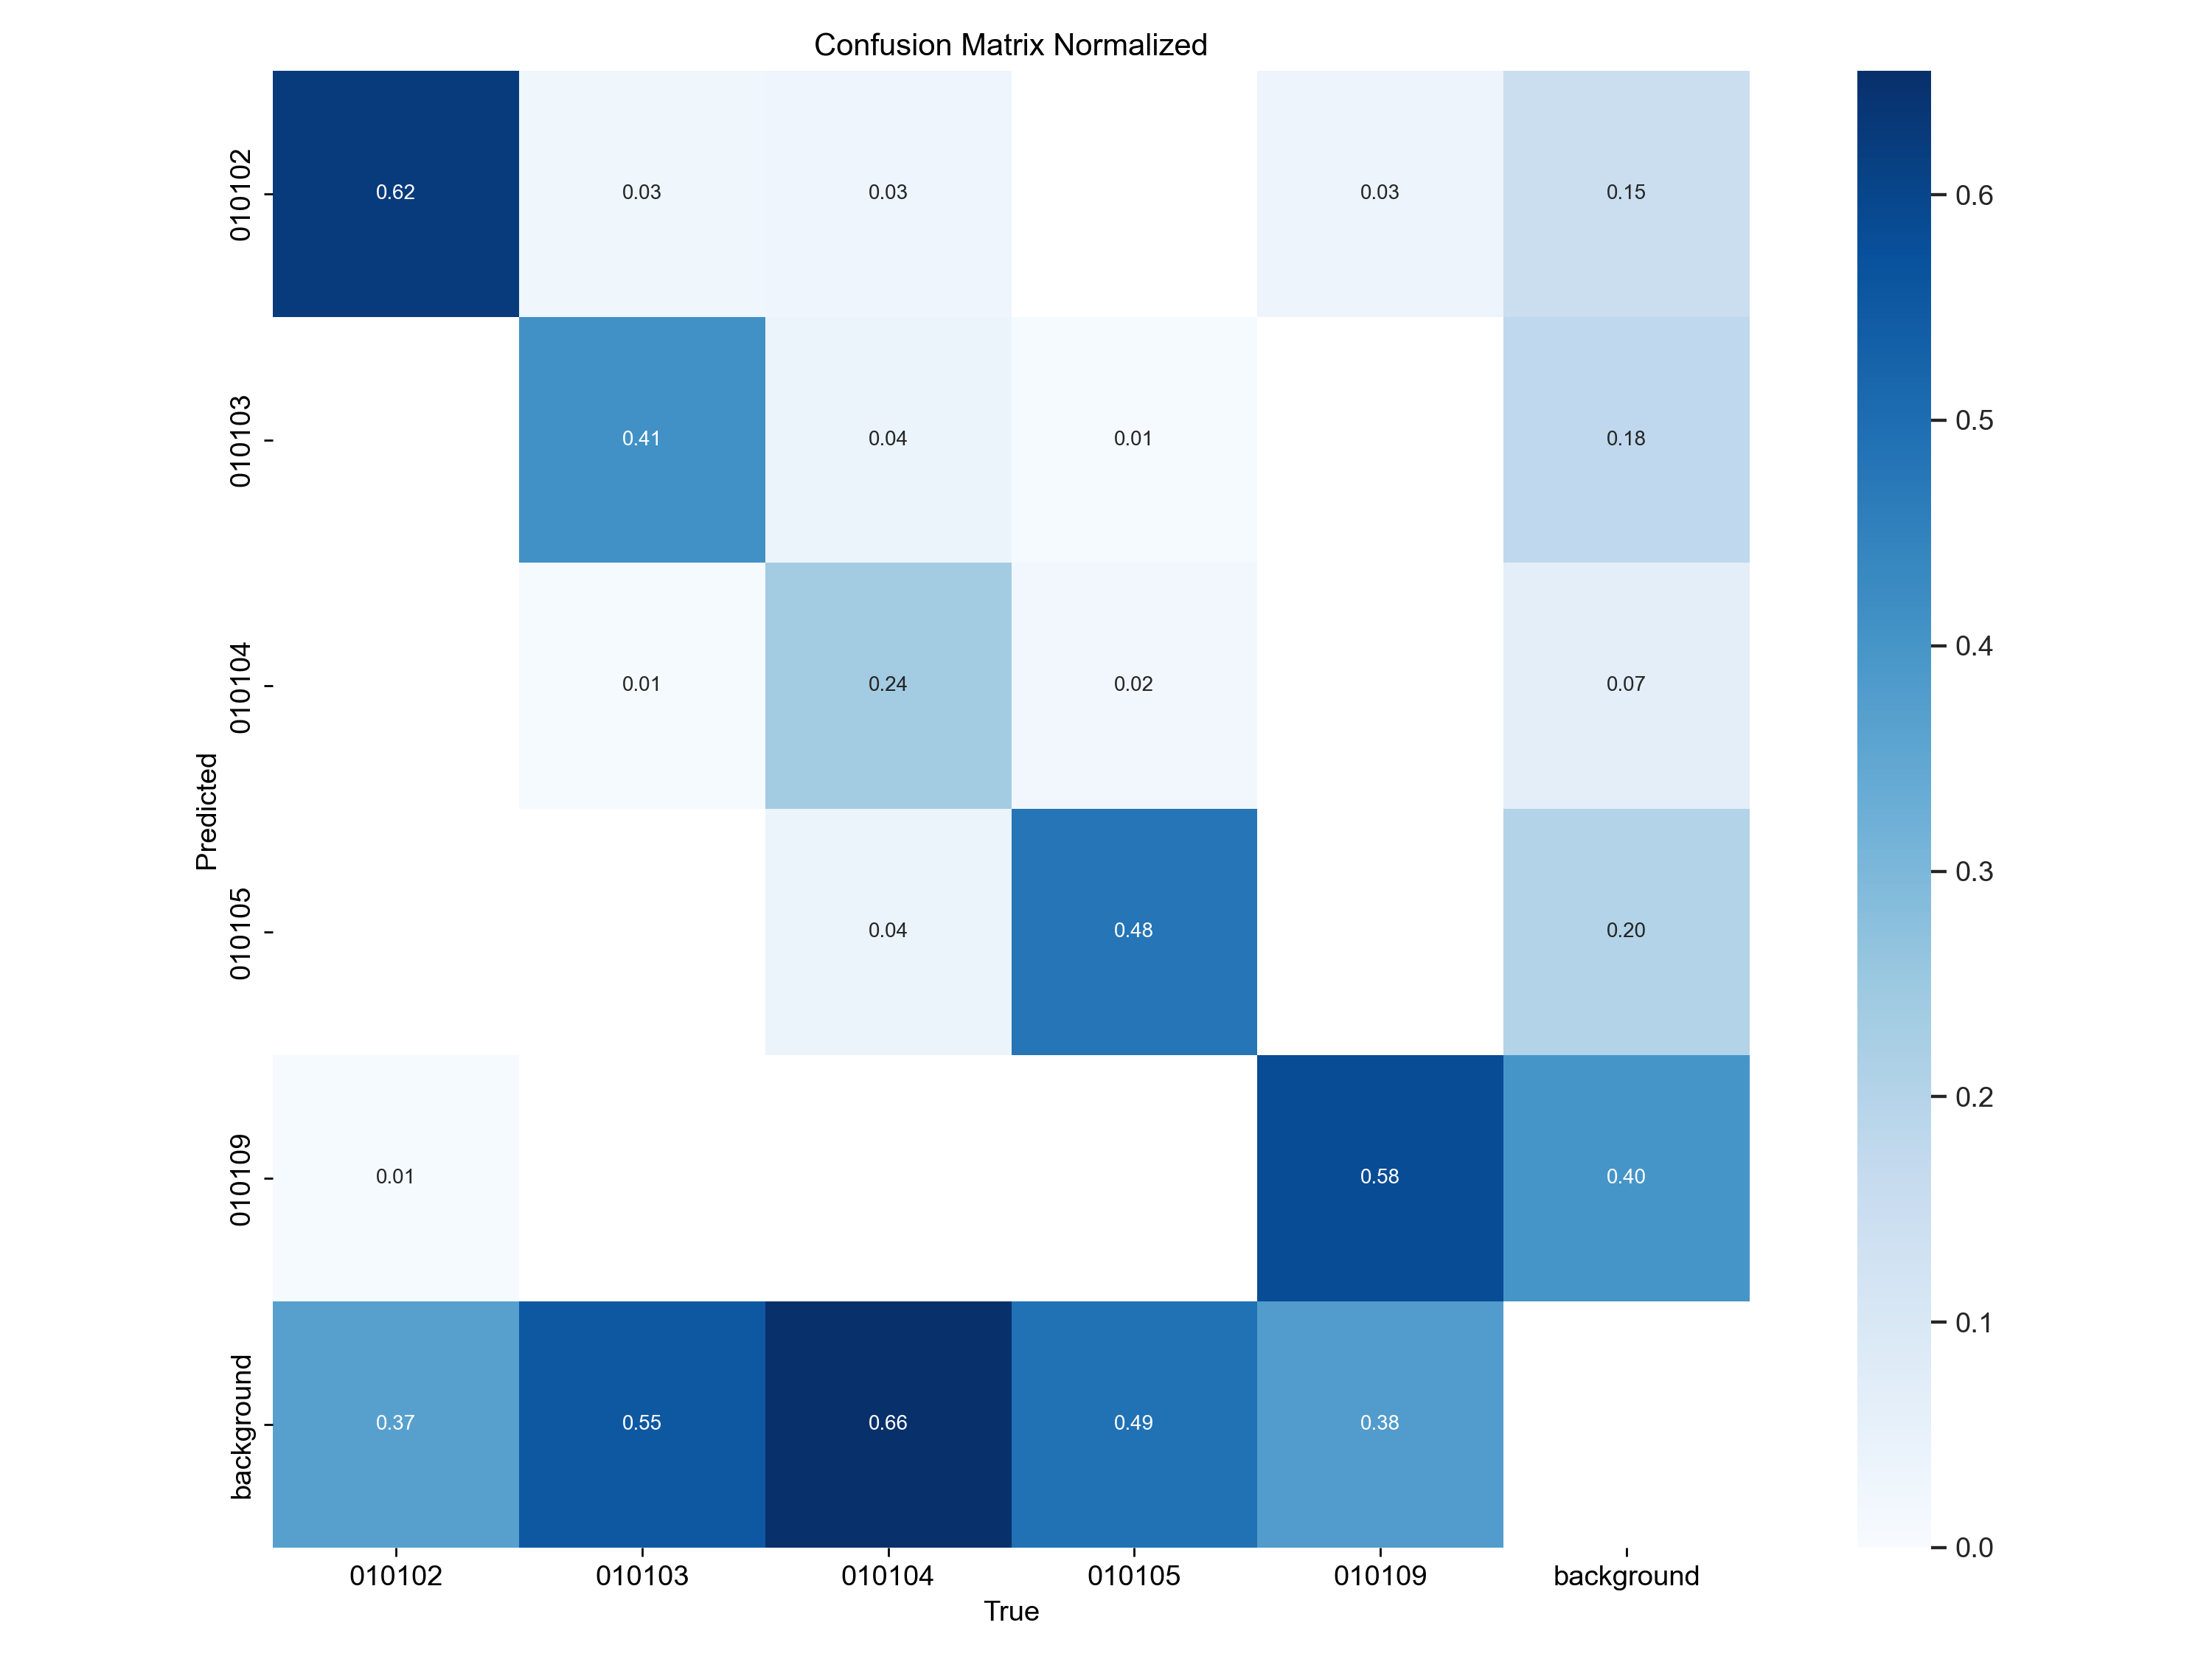 Confusion Matrix Normalized
010102
0.62 0.03 0.03 0.03 0.15
010103
0.41 0.04 0.01 0.18
010104
0.01 0.24 0.02 0.07
010105
0.04 0.48 0.20
010109
0.01 0.58 0.40
background
0.37 0.55 0.66 0.49 0.38
Predicted
010102 010103 010104 010105 010109 background
True
0.6
0.5
0.4
0.3
0.2
0.1
0.0